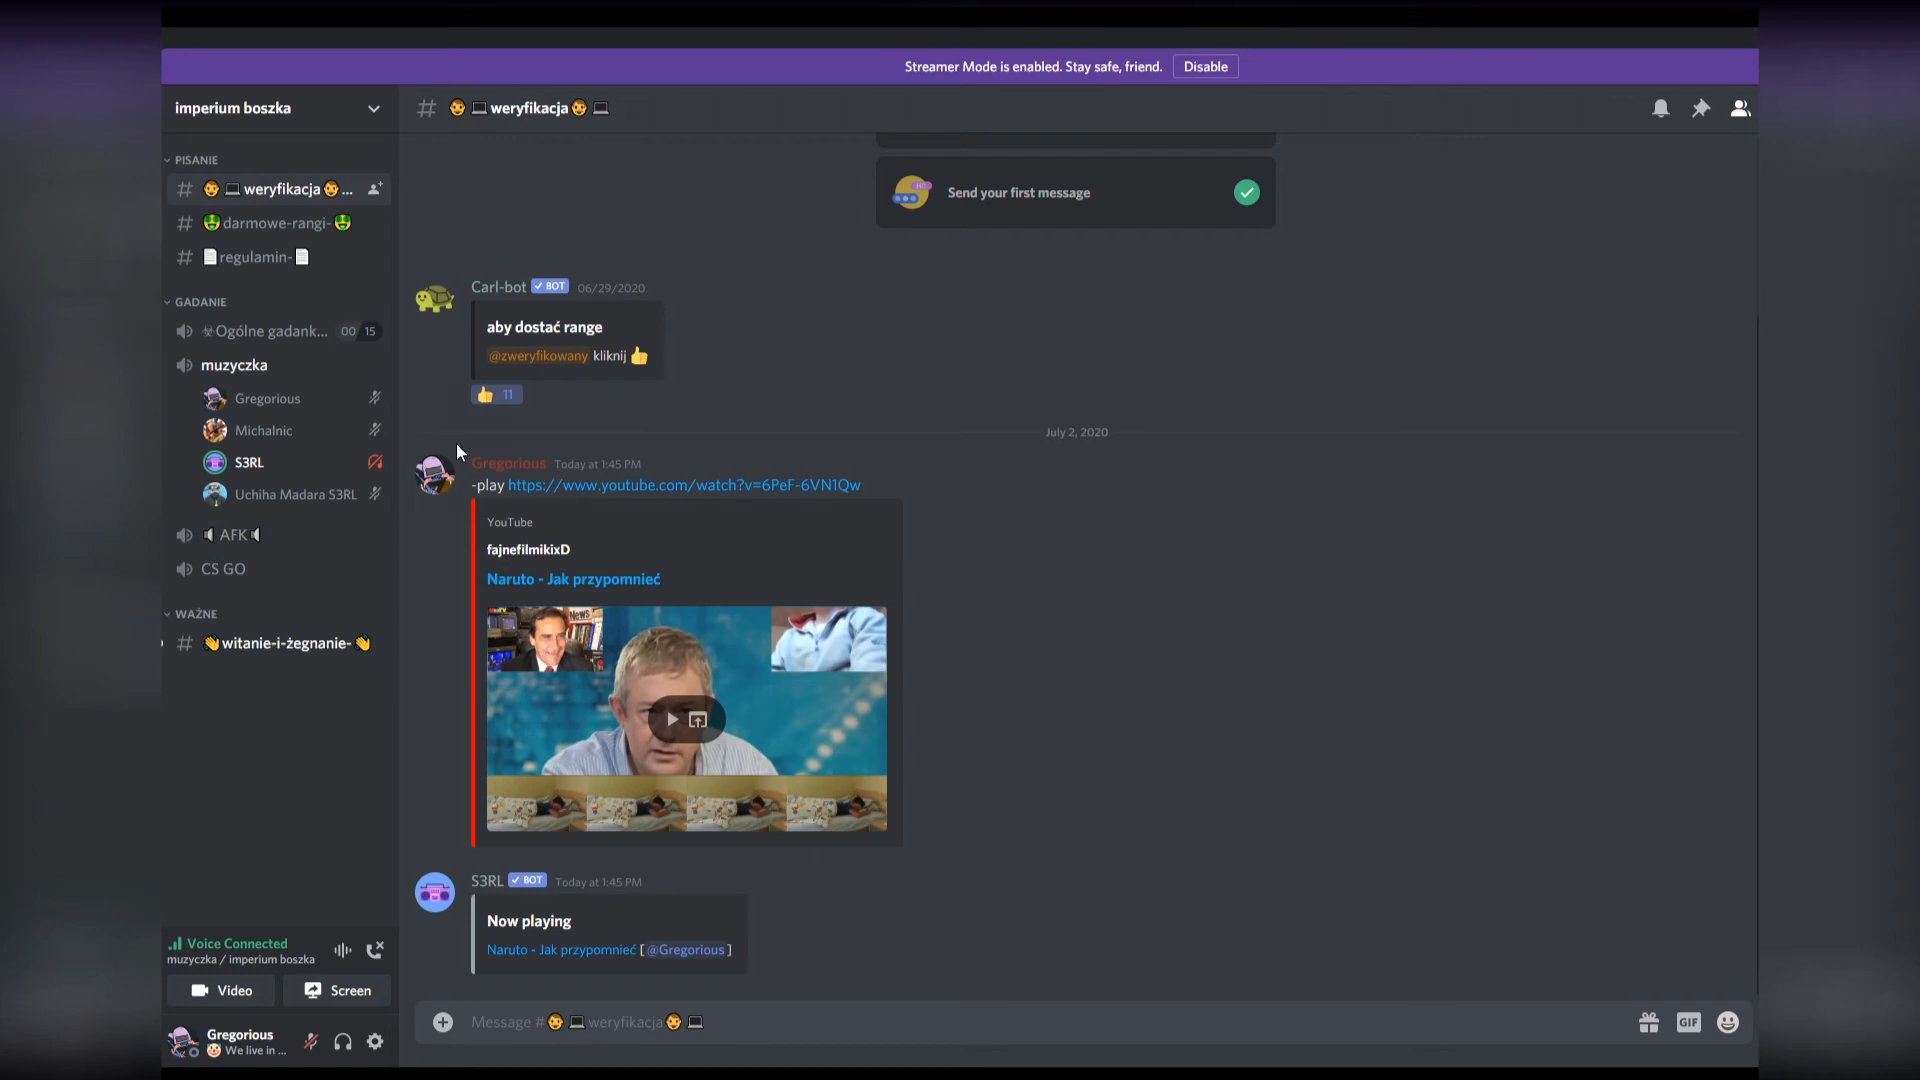 Streamer Mode is enabled. Stay safe, friend. Disable
imperium boszka
weryfikacja
PISANIE
weryfikacja...
darmowe-rangi-
regulamin-
GADANIE
Ogólne gadank... 00 15
muzyczka
Gregorious
Michalnic
S3RL
Uchiha Madara S3RL
AFK
CS GO
WAŻNE
witanie-i-żegnanie-
Voice Connected
muzyczka / imperium boszka
Video Screen
Gregorious
We live in ...
Send your first message
Carl-bot BOT 06/29/2020
aby dostać range
@zweryfikowany kliknij
11
July 2, 2020
Gregorious Today at 1:45 PM
-play https://www.youtube.com/watch?v=6PeF-6VN1Qw
YouTube
fajnefilmikixD
Naruto - Jak przypomnieć
News
S3RL BOT Today at 1:45 PM
Now playing
Naruto - Jak przypomnieć [@Gregorious]
Message # weryfikacja
GIF